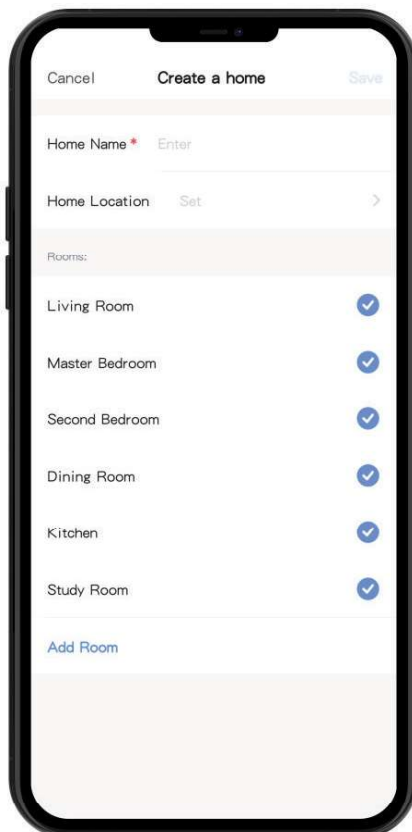 Cancel Create a home Save
Home Name * Enter
Home Location Set
Rooms:
Living Room
Master Bedroom
Second Bedroom
Dining Room
Kitchen
Study Room
Add Room